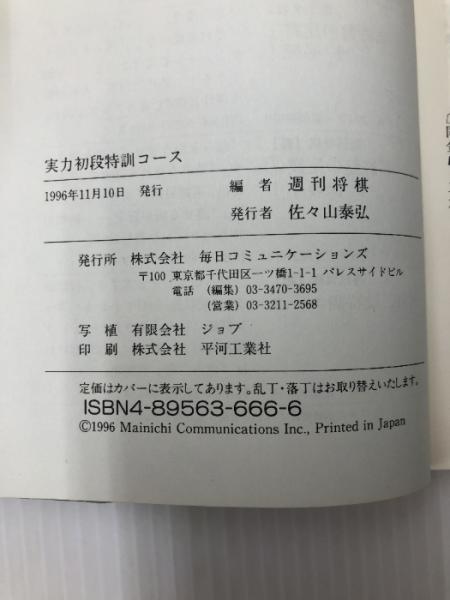 実力初段特訓コース
1996年11月10日 発行 編者 週刊将棋
発行者 佐々山泰弘
発行所 株式会社 毎日コミュニケーションズ
〒100 東京都千代田区一ツ橋1-1-1 パレスサイドビル
電話 (編集) 03-3470-3695
(営業) 03-3211-2568
写植 有限会社 ジョブ
印刷 株式会社 平河工業社
定価はカバーに表示してあります。乱丁・落丁はお取り替えいたします。
ISBN4-89563-666-6
©1996 Mainichi Communications Inc., Printed in Japan